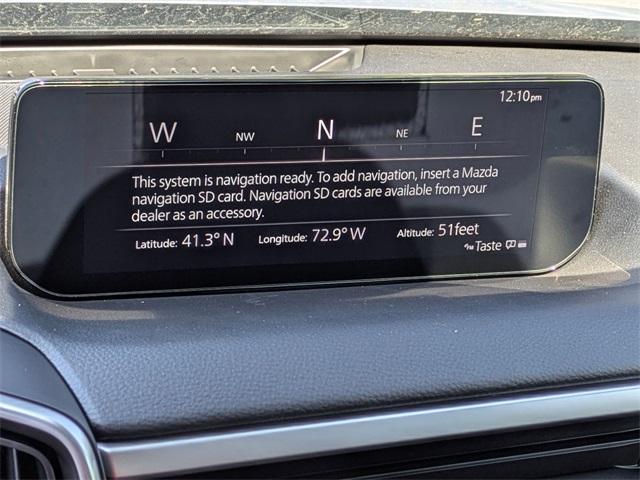 12:10pm
W NW N NE E
This system is navigation ready. To add navigation, insert a Mazda
navigation SD card. Navigation SD cards are available from your
dealer as an accessory.
Latitude: 41.3° N Longitude: 72.9° W Altitude: 51feet
Taste